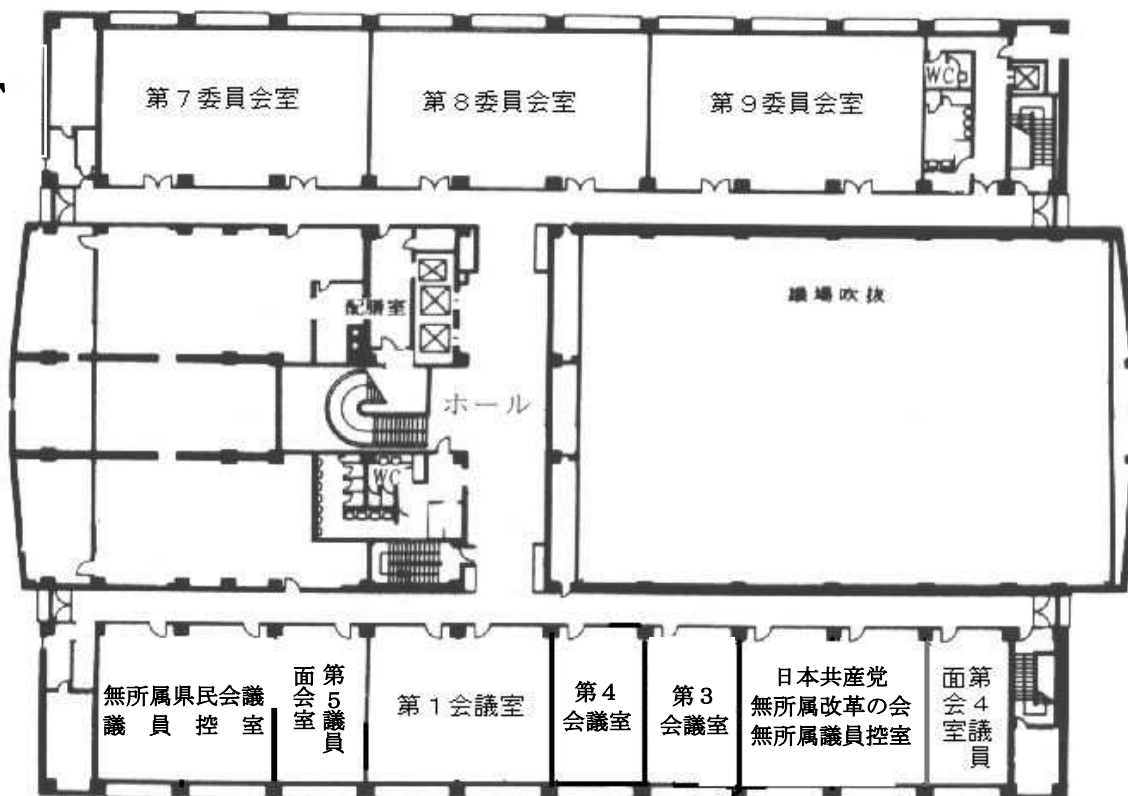 第7委員会室
第8委員会室
第9委員会室
WC
配膳室
議場吹抜
ホール
WC
無所属県民会議
議員控室
第5議員
面会室
第1会議室
第4
会議室
第3
会議室
日本共産党
無所属改革の会
無所属議員控室
第4議員
面会室